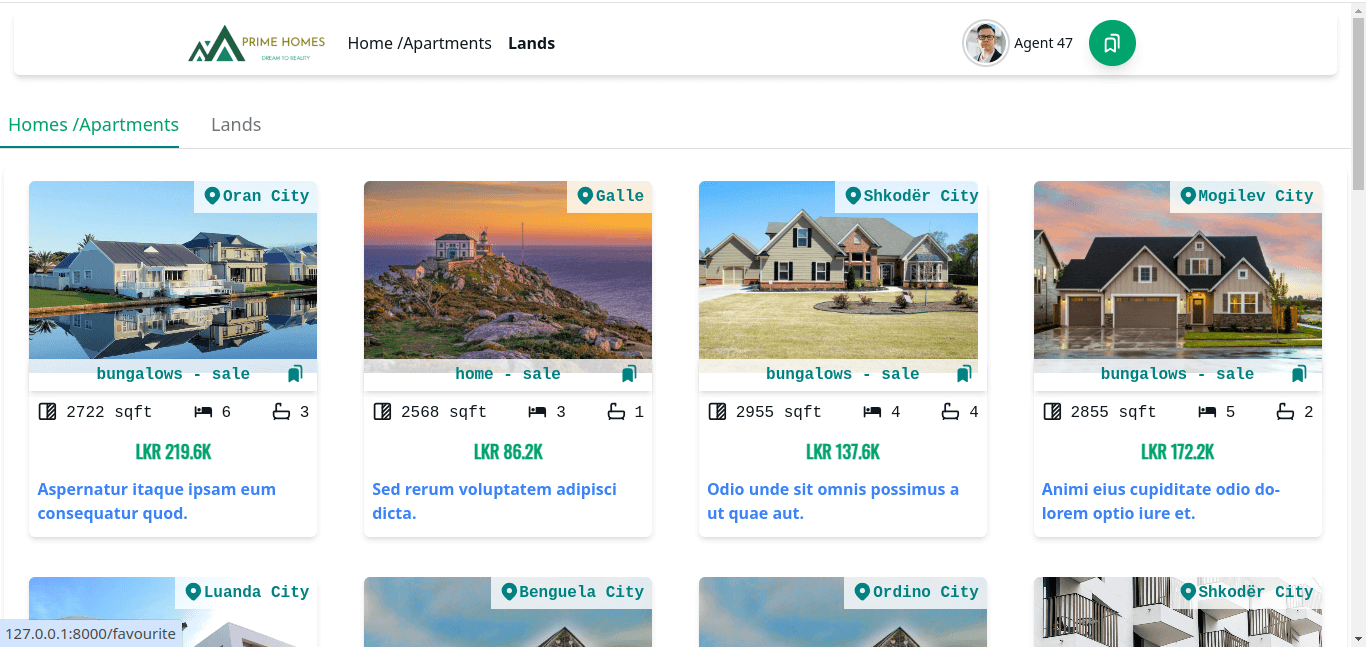 PRIME HOMES
DREAM TO REALITY
Home /Apartments
Lands
Agent 47
Homes /Apartments
Lands
Oran City
bungalows - sale
2722 sqft
6
3
LKR 219.6K
Aspernatur itaque ipsam eum
consequatur quod.
Galle
home - sale
2568 sqft
3
1
LKR 86.2K
Sed rerum voluptatem adipisci
dicta.
Shkodër City
bungalows - sale
2955 sqft
4
4
LKR 137.6K
Odio unde sit omnis possimus a
ut quae aut.
Mogilev City
bungalows - sale
2855 sqft
5
2
LKR 172.2K
Animi eius cupiditate odio do-
lorem optio iure et.
Luanda City
Benguela City
Ordino City
Shkodër City
127.0.0.1:8000/favourite